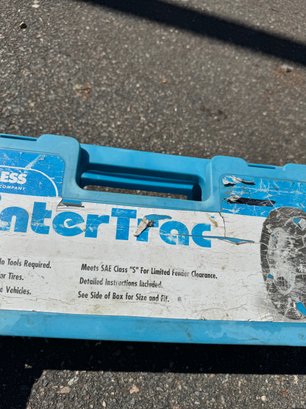 ESS
COMPANY
nterTrac
o Tools Required.
or Tires.
e Vehicles.
Meets SAE Class "S" For Limited Fender Clearance.
Detailed Instructions Included.
See Side of Box for Size and Fit.